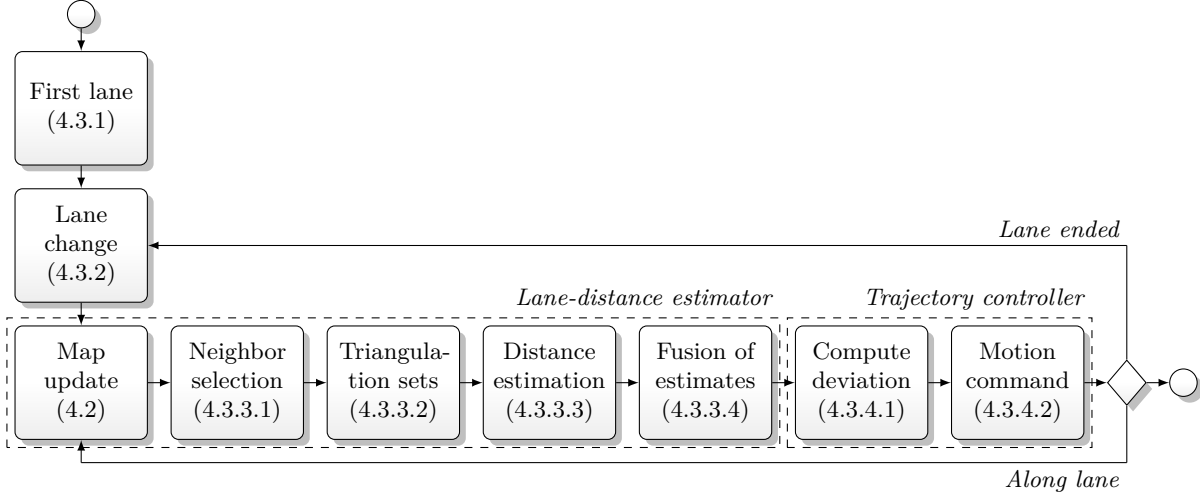 First lane
(4.3.1)
Lane
change
(4.3.2)
Lane ended
Lane-distance estimator
Trajectory controller
Map
update
(4.2)
Neighbor
selection
(4.3.3.1)
Triangula-
tion sets
(4.3.3.2)
Distance
estimation
(4.3.3.3)
Fusion of
estimates
(4.3.3.4)
Compute
deviation
(4.3.4.1)
Motion
command
(4.3.4.2)
Along lane